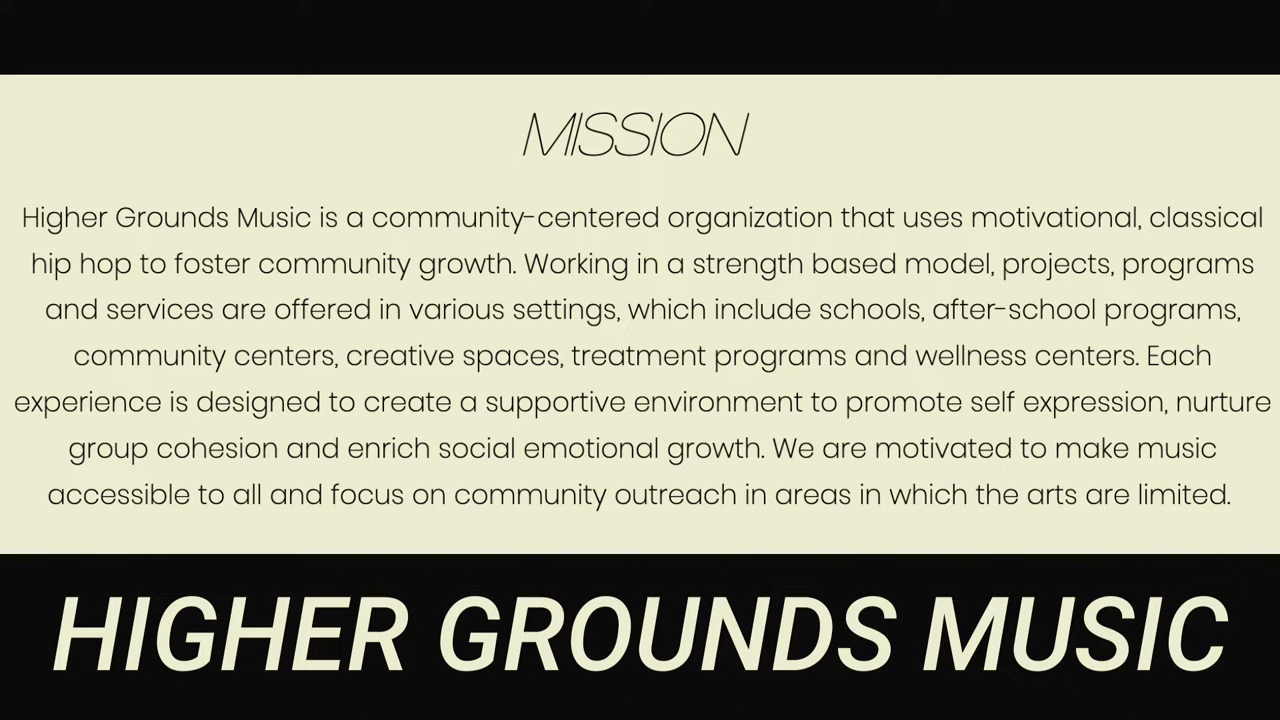 MISSION
Higher Grounds Music is a community-centered organization that uses motivational, classical
hip hop to foster community growth. Working in a strength based model, projects, programs
and services are offered in various settings, which include schools, after-school programs,
community centers, creative spaces, treatment programs and wellness centers. Each
experience is designed to create a supportive environment to promote self expression, nurture
group cohesion and enrich social emotional growth. We are motivated to make music
accessible to all and focus on community outreach in areas in which the arts are limited.
HIGHER GROUNDS MUSIC